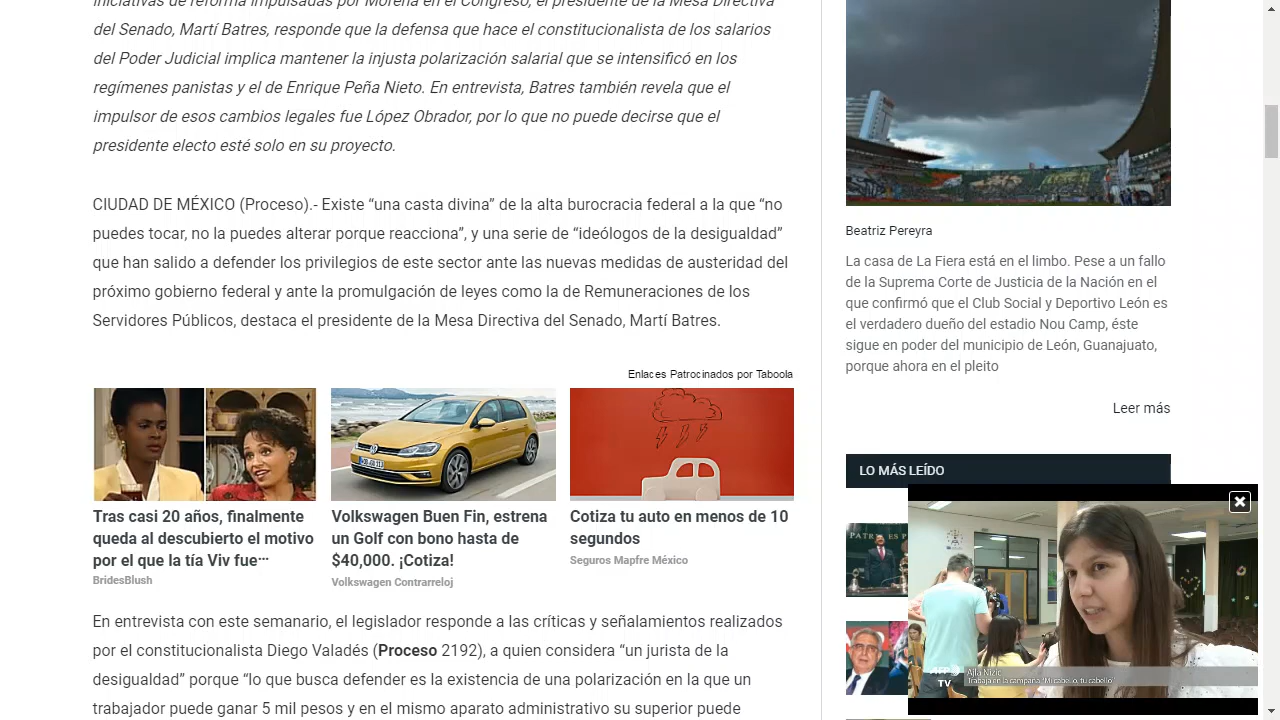 iniciativas de reforma impulsadas por Morena en el Congreso, el presidente de la Mesa Directiva
del Senado, Martí Batres, responde que la defensa que hace el constitucionalista de los salarios
del Poder Judicial implica mantener la injusta polarización salarial que se intensificó en los
regímenes panistas y el de Enrique Peña Nieto. En entrevista, Batres también revela que el
impulsor de esos cambios legales fue López Obrador, por lo que no puede decirse que el
presidente electo esté solo en su proyecto.
CIUDAD DE MÉXICO (Proceso).- Existe “una casta divina” de la alta burocracia federal a la que “no
puedes tocar, no la puedes alterar porque reacciona”, y una serie de “ideólogos de la desigualdad”
que han salido a defender los privilegios de este sector ante las nuevas medidas de austeridad del
próximo gobierno federal y ante la promulgación de leyes como la de Remuneraciones de los
Servidores Públicos, destaca el presidente de la Mesa Directiva del Senado, Martí Batres.
Enlaces Patrocinados por Taboola
Tras casi 20 años, finalmente
queda al descubierto el motivo
por el que la tía Viv fue…
BridesBlush
Volkswagen Buen Fin, estrena
un Golf con bono hasta de
$40,000. ¡Cotiza!
Volkswagen Contrarreloj
Cotiza tu auto en menos de 10
segundos
Seguros Mapfre México
En entrevista con este semanario, el legislador responde a las críticas y señalamientos realizados
por el constitucionalista Diego Valadés (Proceso 2192), a quien considera “un jurista de la
desigualdad” porque “lo que busca defender es la existencia de una polarización en la que un
trabajador puede ganar 5 mil pesos y en el mismo aparato administrativo su superior puede
Beatriz Pereyra
La casa de La Fiera está en el limbo. Pese a un fallo
de la Suprema Corte de Justicia de la Nación en el
que confirmó que el Club Social y Deportivo León es
el verdadero dueño del estadio Nou Camp, éste
sigue en poder del municipio de León, Guanajuato,
porque ahora en el pleito
Leer más
LO MÁS LEÍDO
AFP
TV
Ajla Nizic
Trabaja en la campaña "Mi cabello, tu cabello"